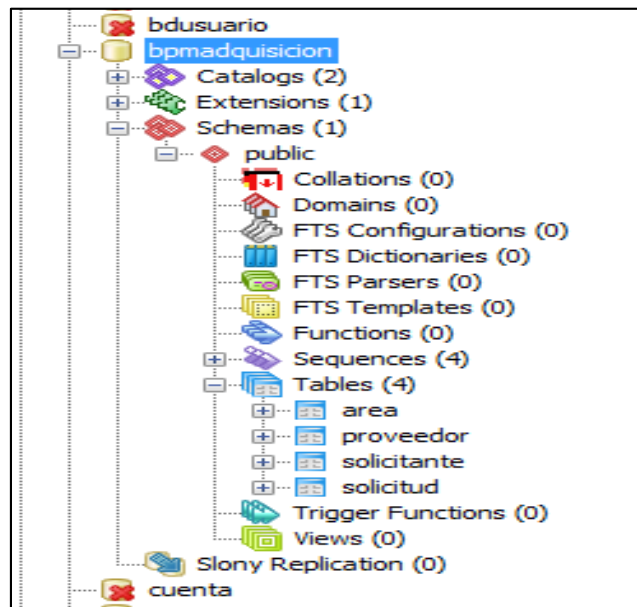 bdusuario
bpmadquisicion
Catalogs (2)
Extensions (1)
Schemas (1)
public
Collations (0)
Domains (0)
FTS Configurations (0)
FTS Dictionaries (0)
FTS Parsers (0)
FTS Templates (0)
Functions (0)
Sequences (4)
Tables (4)
area
proveedor
solicitante
solicitud
Trigger Functions (0)
Views (0)
Slony Replication (0)
cuenta